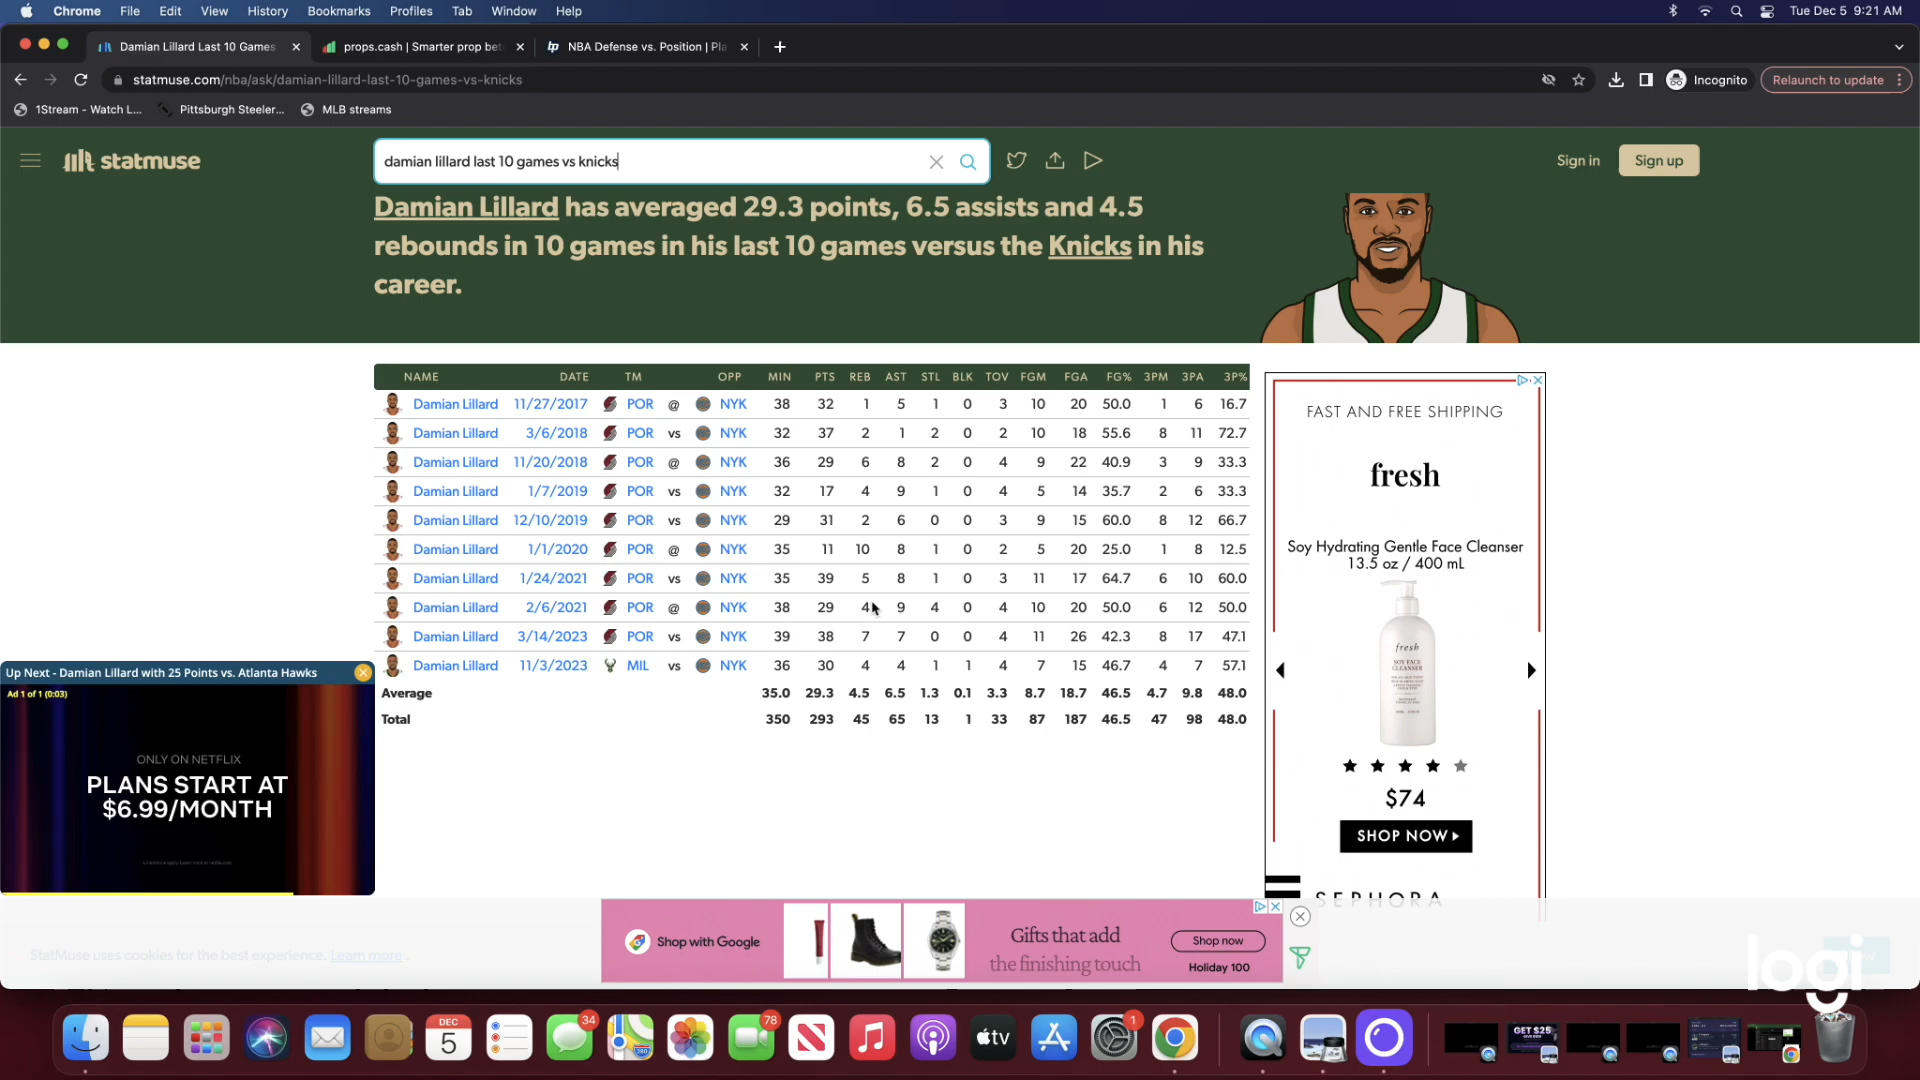 Chrome File Edit View History Bookmarks Profiles Tab Window Help Tue Dec 5 9:21 AM
Damian Lillard Last 10 Games props.cash | Smarter prop bet NBA Defense vs. Position | Pla
statmuse.com/nba/ask/damian-lillard-last-10-games-vs-knicks Incognito Relaunch to update
1Stream - Watch L... Pittsburgh Steeler... MLB streams
statmuse damian lillard last 10 games vs knicks Sign in Sign up
Damian Lillard has averaged 29.3 points, 6.5 assists and 4.5
rebounds in 10 games in his last 10 games versus the Knicks in his
career.
NAME DATE TM OPP MIN PTS REB AST STL BLK TOV FGM FGA FG% 3PM 3PA 3P%
Damian Lillard 11/27/2017 POR @ NYK 38 32 1 5 1 0 3 10 20 50.0 1 6 16.7
Damian Lillard 3/6/2018 POR vs NYK 32 37 2 1 2 0 2 10 18 55.6 8 11 72.7
Damian Lillard 11/20/2018 POR @ NYK 36 29 6 8 2 0 4 9 22 40.9 3 9 33.3
Damian Lillard 1/7/2019 POR vs NYK 32 17 4 9 1 0 4 5 14 35.7 2 6 33.3
Damian Lillard 12/10/2019 POR vs NYK 29 31 2 6 0 0 3 9 15 60.0 8 12 66.7
Damian Lillard 1/1/2020 POR @ NYK 35 11 10 8 1 0 2 5 20 25.0 1 8 12.5
Damian Lillard 1/24/2021 POR vs NYK 35 39 5 8 1 0 3 11 17 64.7 6 10 60.0
Damian Lillard 2/6/2021 POR @ NYK 38 29 4 9 4 0 4 10 20 50.0 6 12 50.0
Damian Lillard 3/14/2023 POR vs NYK 39 38 7 7 0 0 4 11 26 42.3 8 17 47.1
Damian Lillard 11/3/2023 MIL vs NYK 36 30 4 4 1 1 4 7 15 46.7 4 7 57.1
Average 35.0 29.3 4.5 6.5 1.3 0.1 3.3 8.7 18.7 46.5 4.7 9.8 48.0
Total 350 293 45 65 13 1 33 87 187 46.5 47 98 48.0
Up Next - Damian Lillard with 25 Points vs. Atlanta Hawks
Ad 1 of 1 (0:03)
ONLY ON NETFLIX
PLANS START AT
$6.99/MONTH
FAST AND FREE SHIPPING
fresh
Soy Hydrating Gentle Face Cleanser
13.5 oz / 400 mL
fresh
$74
SHOP NOW
SEPHORA
Shop with Google
Gifts that add
the finishing touch
Shop now
Holiday 100
StatMuse uses cookies for the best experience. Learn more .
logi
34
78
DEC
5
tv
1
280
GET $25